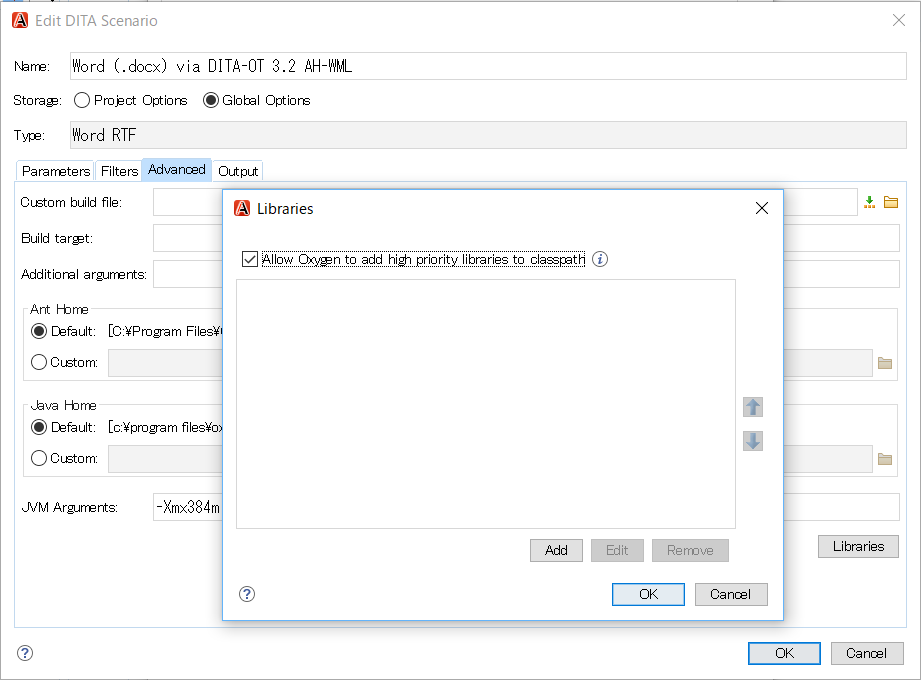 Edit DITA Scenario
Name: Word (.docx) via DITA-OT 3.2 AH-WML
Storage: Project Options Global Options
Type: Word RTF
Parameters Filters Advanced Output
Custom build file:
Build target:
Additional arguments:
Ant Home
Default: [C:¥Program Files¥
Custom:
Java Home
Default: [c:¥program files¥ox
Custom:
JVM Arguments: -Xmx384m
Libraries
Libraries
Allow Oxygen to add high priority libraries to classpath
Add Edit Remove
OK Cancel
OK Cancel